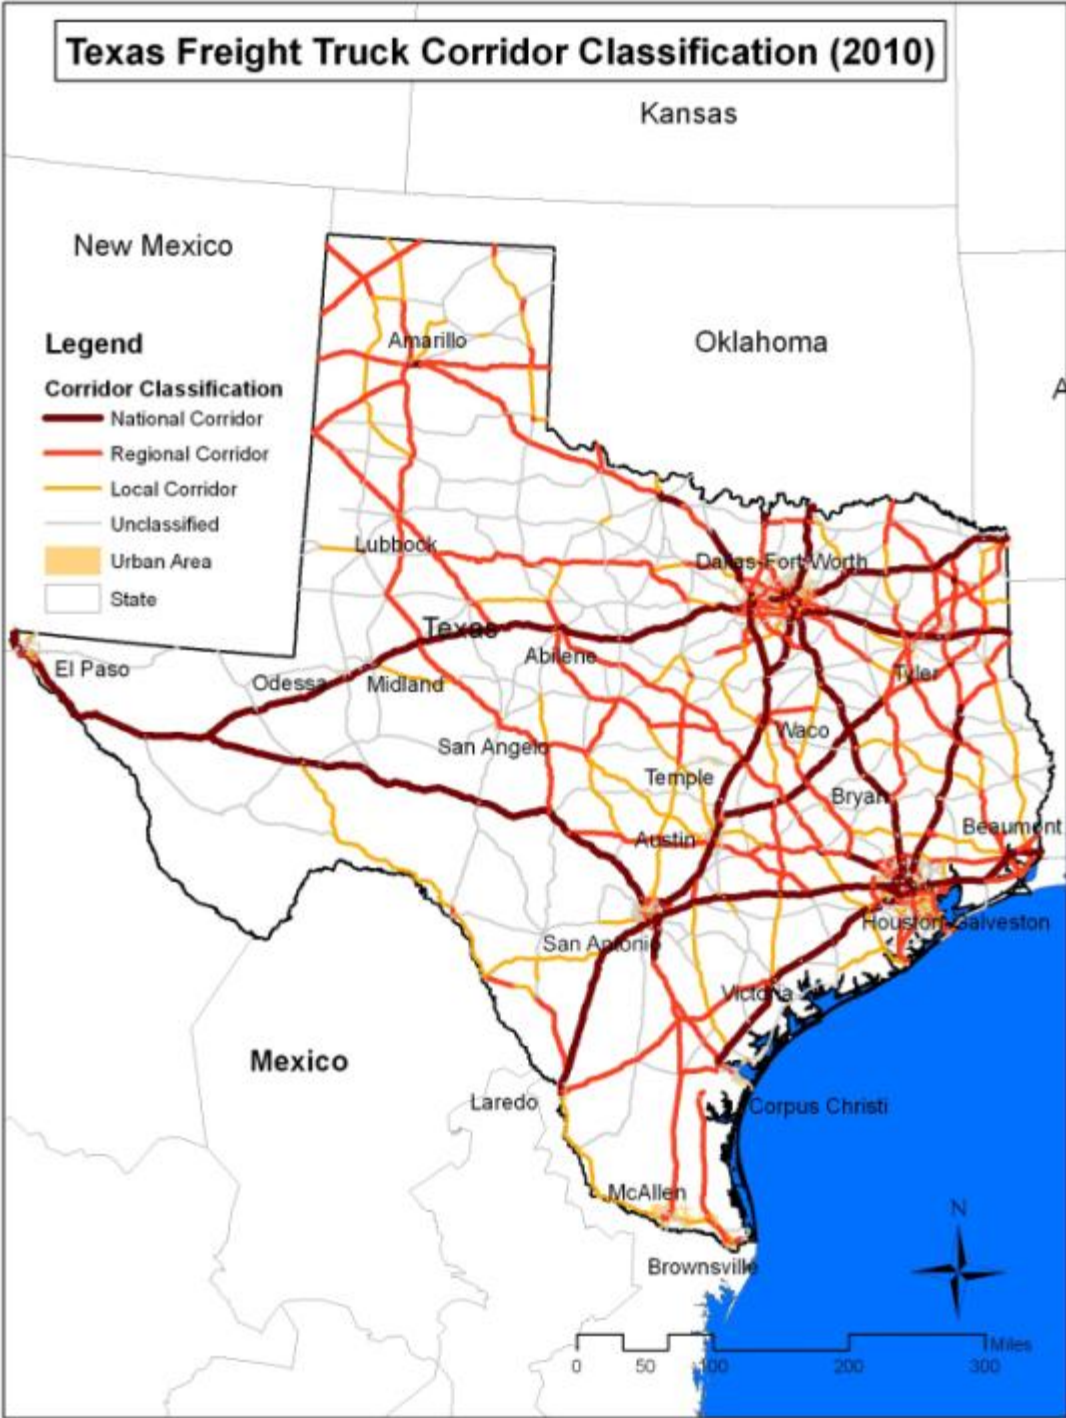 Texas Freight Truck Corridor Classification (2010)
Kansas
New Mexico
Oklahoma
A
Legend
Corridor Classification
National Corridor
Regional Corridor
Local Corridor
Unclassified
Urban Area
State
Amarillo
Lubbock
Dallas-Fort Worth
Texas
Abilene
El Paso
Odessa
Midland
Tyler
San Angelo
Waco
Temple
Bryan
Austin
Beaumont
Houston-Galveston
San Antonio
Victoria
Mexico
Laredo
Corpus Christi
McAllen
Brownsville
N
Miles
0 50 100 200 300